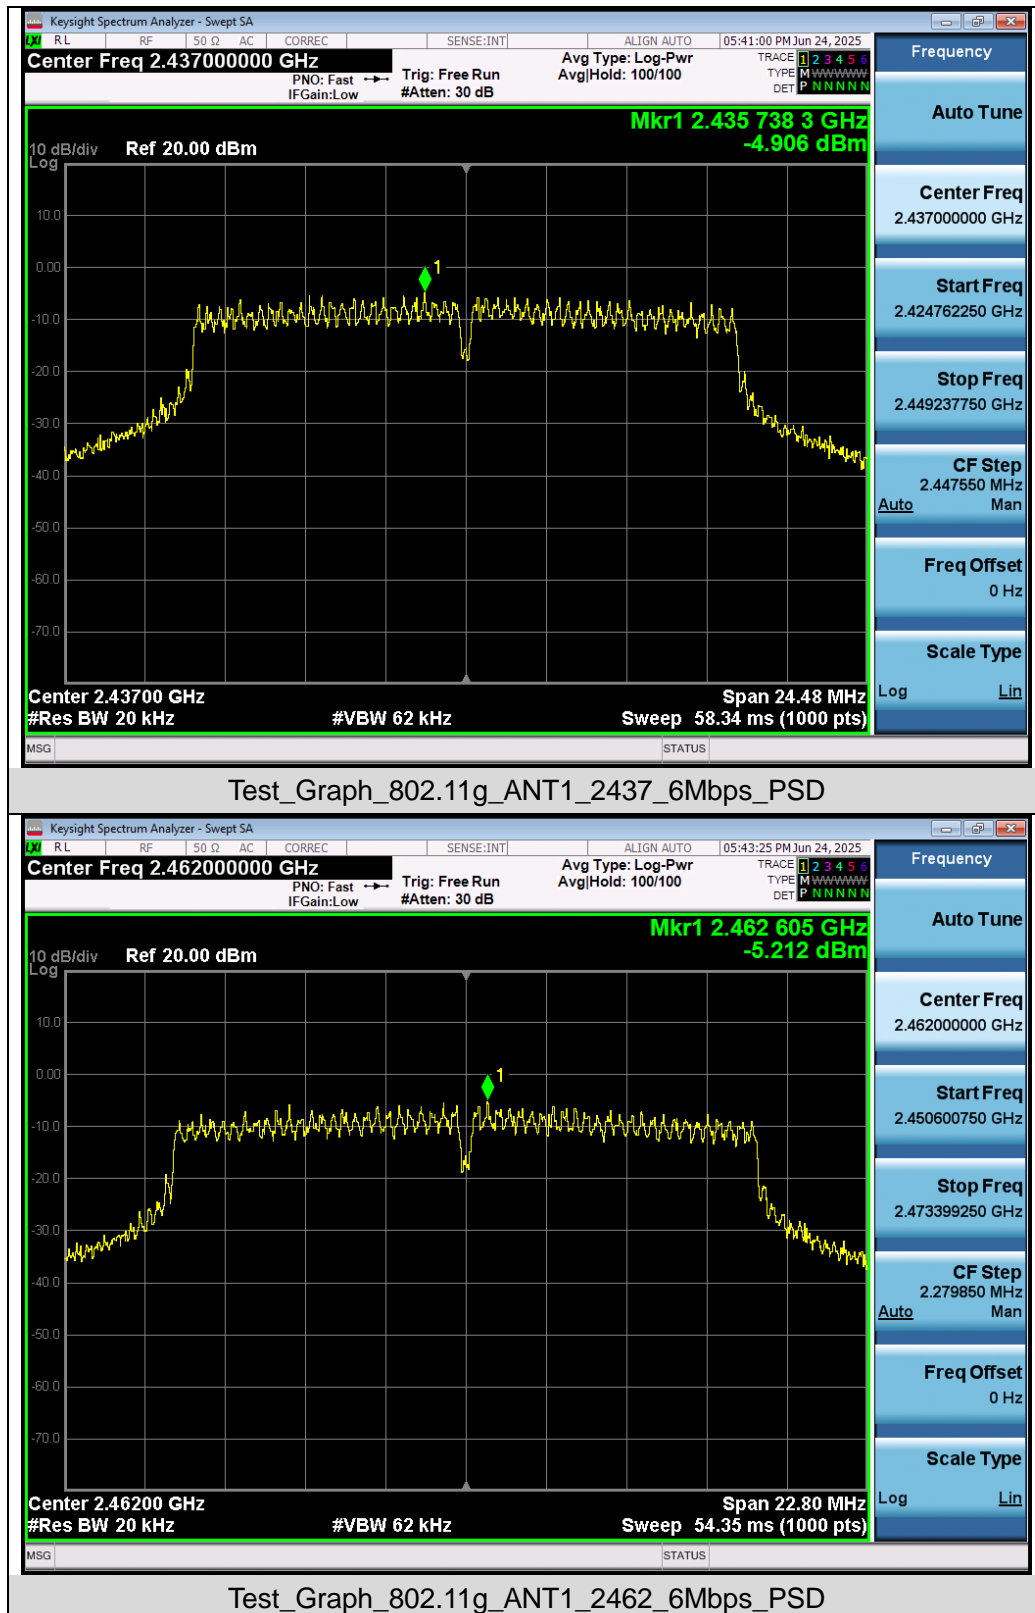 Keysight Spectrum Analyzer - Swept SA
LXI RL RF 50 Ω AC CORREC SENSE:INT ALIGN AUTO 05:41:00 PM Jun 24, 2025
Center Freq 2.437000000 GHz
PNO: Fast
IFGain:Low
Trig: Free Run
#Atten: 30 dB
Avg Type: Log-Pwr
Avg|Hold: 100/100
TRACE 1 2 3 4 5 6
TYPE M WWWWW
DET P N N N N N
Mkr1 2.435 738 3 GHz
-4.906 dBm
10 dB/div Ref 20.00 dBm
Log
10.0
0.00
1
-10.0
-20.0
-30.0
-40.0
-50.0
-60.0
-70.0
Center 2.43700 GHz Span 24.48 MHz
#Res BW 20 kHz #VBW 62 kHz Sweep 58.34 ms (1000 pts)
MSG STATUS
Frequency
Auto Tune
Center Freq
2.437000000 GHz
Start Freq
2.424762250 GHz
Stop Freq
2.449237750 GHz
CF Step
2.447550 MHz
Auto Man
Freq Offset
0 Hz
Scale Type
Log Lin
Test_Graph_802.11g_ANT1_2437_6Mbps_PSD
Keysight Spectrum Analyzer - Swept SA
LXI RL RF 50 Ω AC CORREC SENSE:INT ALIGN AUTO 05:43:25 PM Jun 24, 2025
Center Freq 2.462000000 GHz
PNO: Fast
IFGain:Low
Trig: Free Run
#Atten: 30 dB
Avg Type: Log-Pwr
Avg|Hold: 100/100
TRACE 1 2 3 4 5 6
TYPE M WWWWW
DET P N N N N N
Mkr1 2.462 605 GHz
-5.212 dBm
10 dB/div Ref 20.00 dBm
Log
10.0
0.00
1
-10.0
-20.0
-30.0
-40.0
-50.0
-60.0
-70.0
Center 2.46200 GHz Span 22.80 MHz
#Res BW 20 kHz #VBW 62 kHz Sweep 54.35 ms (1000 pts)
MSG STATUS
Frequency
Auto Tune
Center Freq
2.462000000 GHz
Start Freq
2.450600750 GHz
Stop Freq
2.473399250 GHz
CF Step
2.279850 MHz
Auto Man
Freq Offset
0 Hz
Scale Type
Log Lin
Test_Graph_802.11g_ANT1_2462_6Mbps_PSD